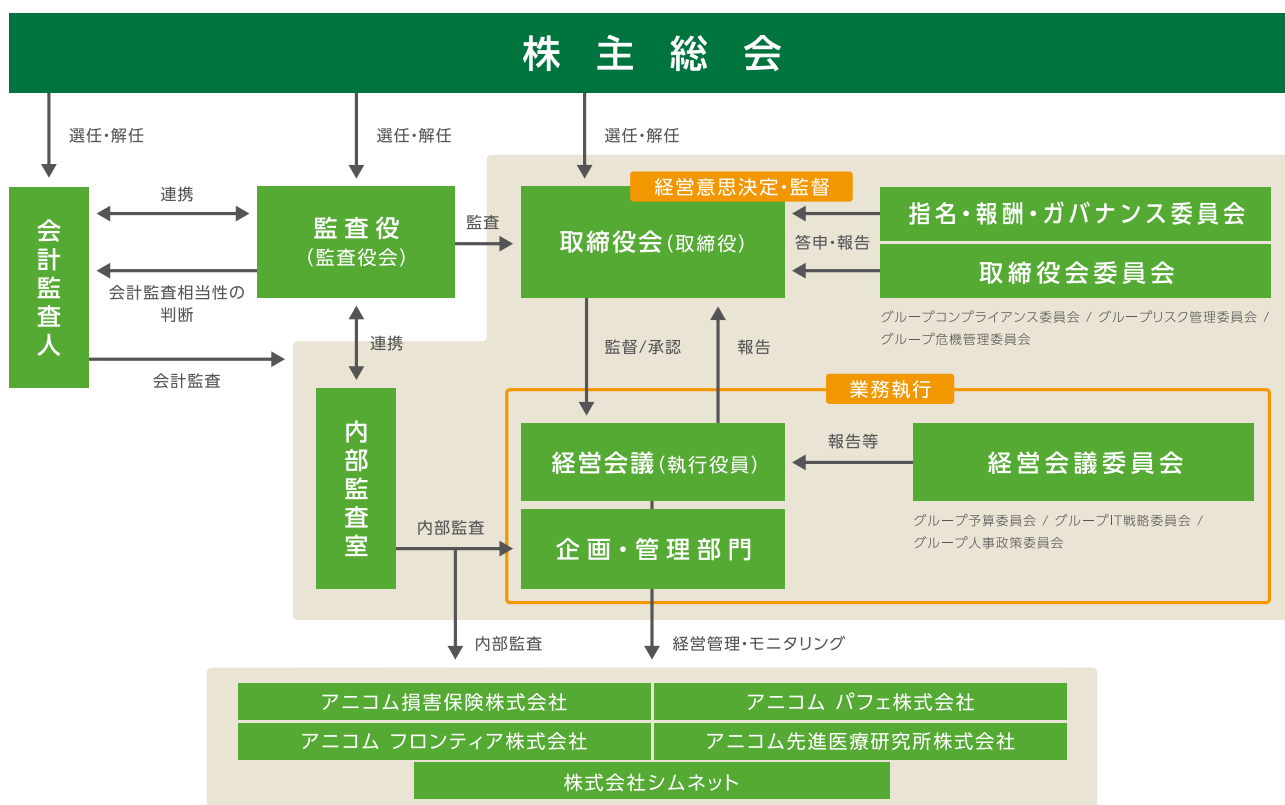 株主総会
選任・解任
選任・解任
選任・解任
会計監査人
連携
会計監査相当性の
判断
会計監査
監査役
(監査役会)
監査
連携
経営意思決定・監督
取締役会(取締役)
指名・報酬・ガバナンス委員会
答申・報告
取締役会委員会
グループコンプライアンス委員会 / グループリスク管理委員会 /
グループ危機管理委員会
監督/承認
報告
業務執行
内部監査室
内部監査
経営会議(執行役員)
報告等
経営会議委員会
グループ予算委員会 / グループIT戦略委員会 /
グループ人事政策委員会
企画・管理部門
内部監査
経営管理・モニタリング
アニコム損害保険株式会社
アニコム パフェ株式会社
アニコム フロンティア株式会社
アニコム先進医療研究所株式会社
株式会社シムネット